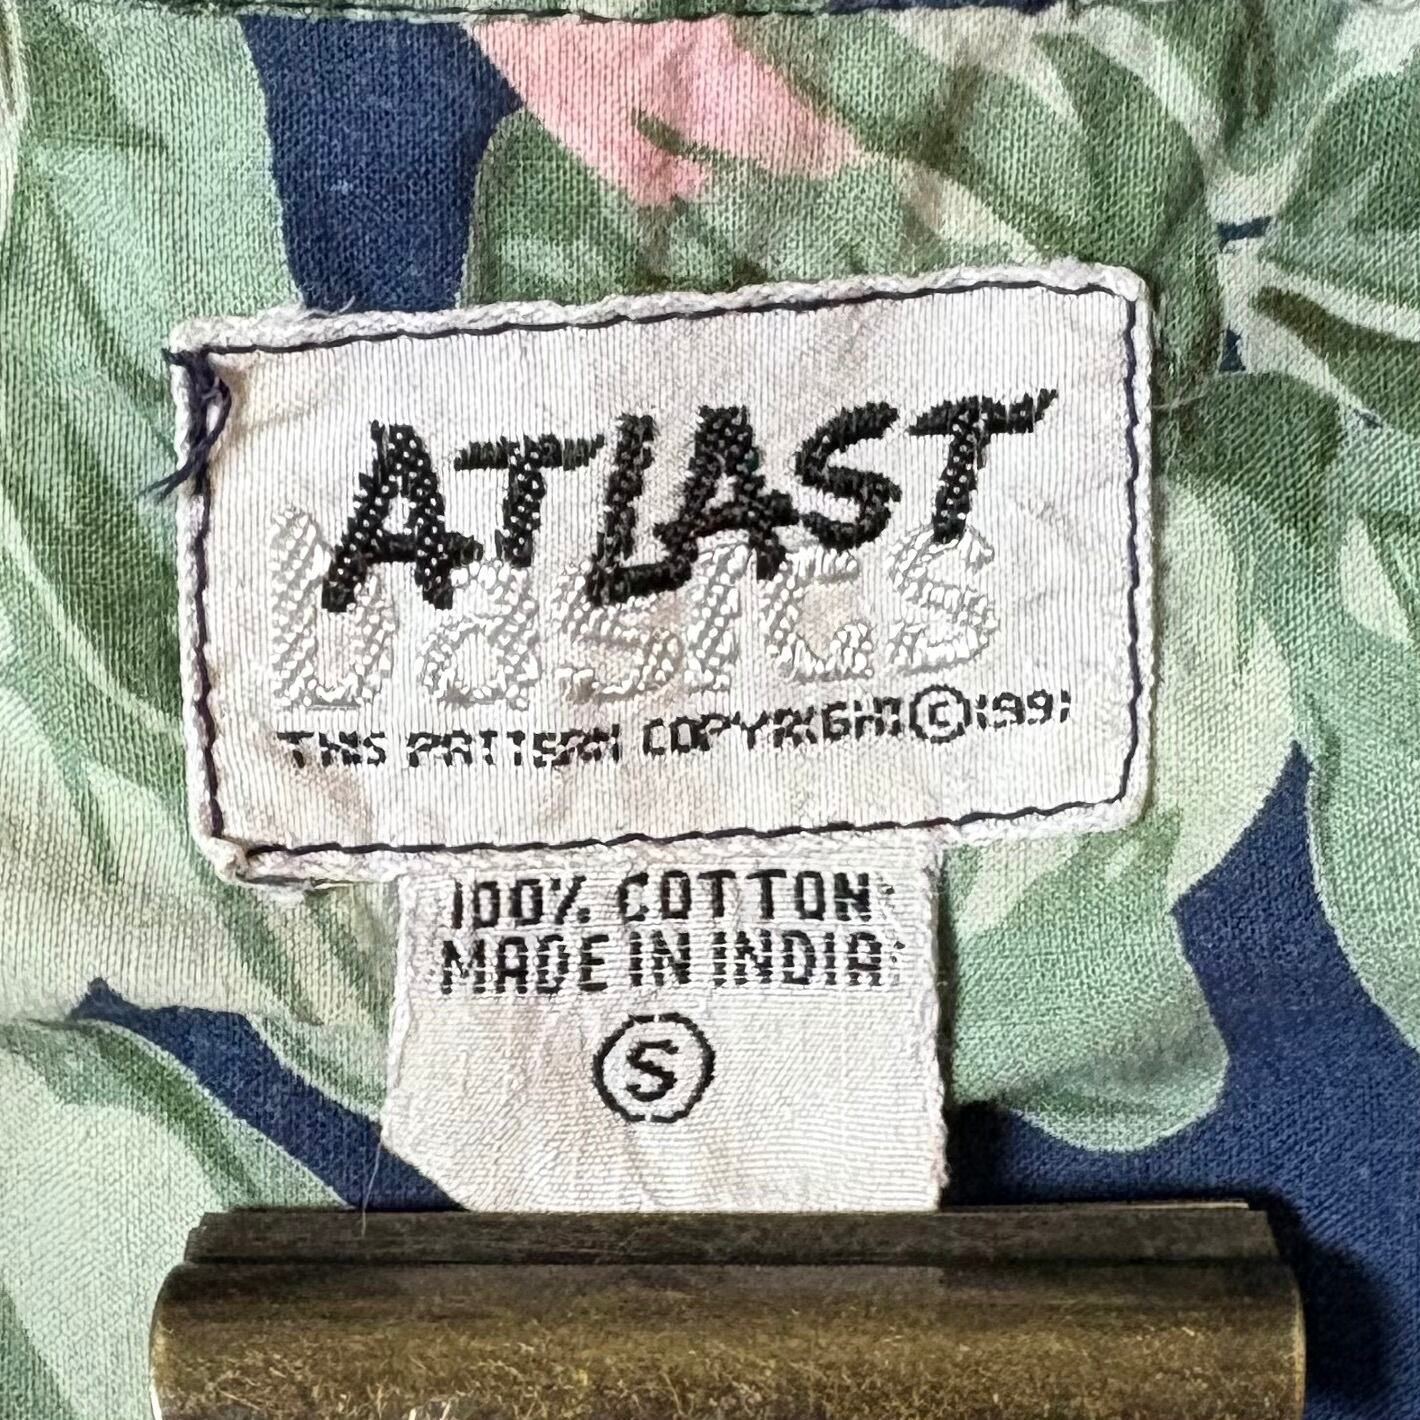 ATLAST
basics
THIS PATTERN COPYRIGHT © 1991
100% COTTON
MADE IN INDIA
S